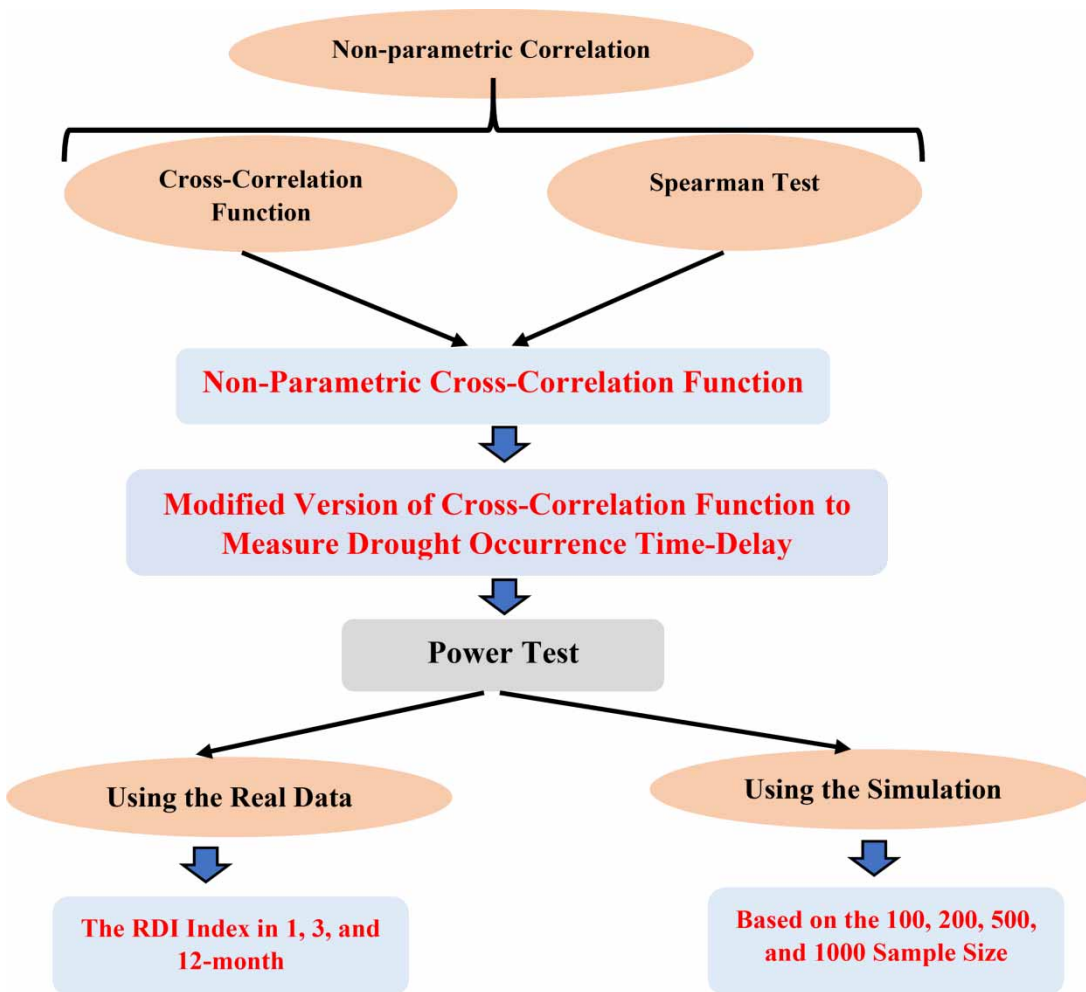 Non-parametric Correlation
Cross-Correlation
Function
Spearman Test
Non-Parametric Cross-Correlation Function
Modified Version of Cross-Correlation Function to
Measure Drought Occurrence Time-Delay
Power Test
Using the Real Data
Using the Simulation
The RDI Index in 1, 3, and
12-month
Based on the 100, 200, 500,
and 1000 Sample Size